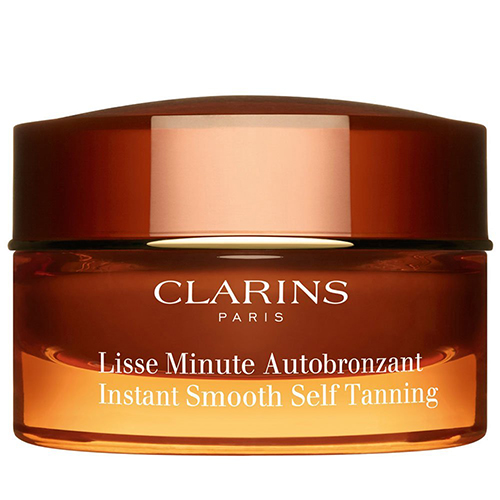 CLARINS
PARIS
Lisse Minute Autobronzant
Instant Smooth Self Tanning